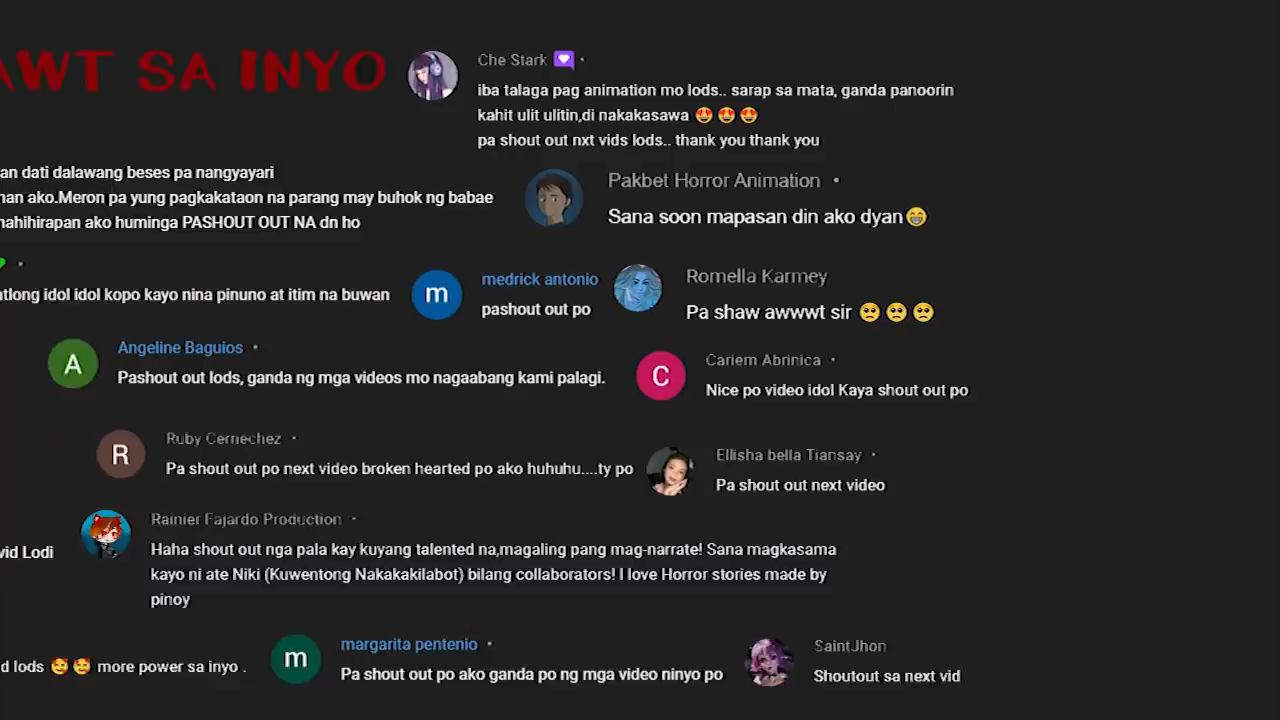 SA INYO
Che Stark
iba talaga pag animation mo lods.. sarap sa mata, ganda panoorin
kahit ulit ulitin,di nakakasawa 😍😍😍
pa shout out nxt vids lods.. thank you thank you
an dati dalawang beses pa nangyayari
ako.Meron pa yung pagkakataon na parang may buhok ng babae
ako huminga PASHOUT OUT NA dn ho
Pakbet Horror Animation
Sana soon mapasan din ako dyan😁
idol idol kopo kayo nina pinuno at itim na buwan
medrick antonio
pashout out po
Romella Karmey
Pa shaw awwwt sir 🥺🥺🥺
A
Angeline Baguios
Pashout out lods, ganda ng mga videos mo nagaabang kami palagi.
C
Cariem Abrinica
Nice po video idol Kaya shout out po
R
Ruby Cernechez
Pa shout out po next video broken hearted po ako huhuhu....ty po
Ellisha bella Tiansay
Pa shout out next video
Rainier Fajardo Production
Haha shout out nga pala kay kuyang talented na,magaling pang mag-narrate! Sana magkasama
kayo ni ate Niki (Kuwentong Nakakakilabot) bilang collaborators! I love Horror stories made by
pinoy
Lodi
lods 🥰🥰 more power sa inyo .
m
margarita pentenio
Pa shout out po ako ganda po ng mga video ninyo po
SaintJhon
Shoutout sa next vid